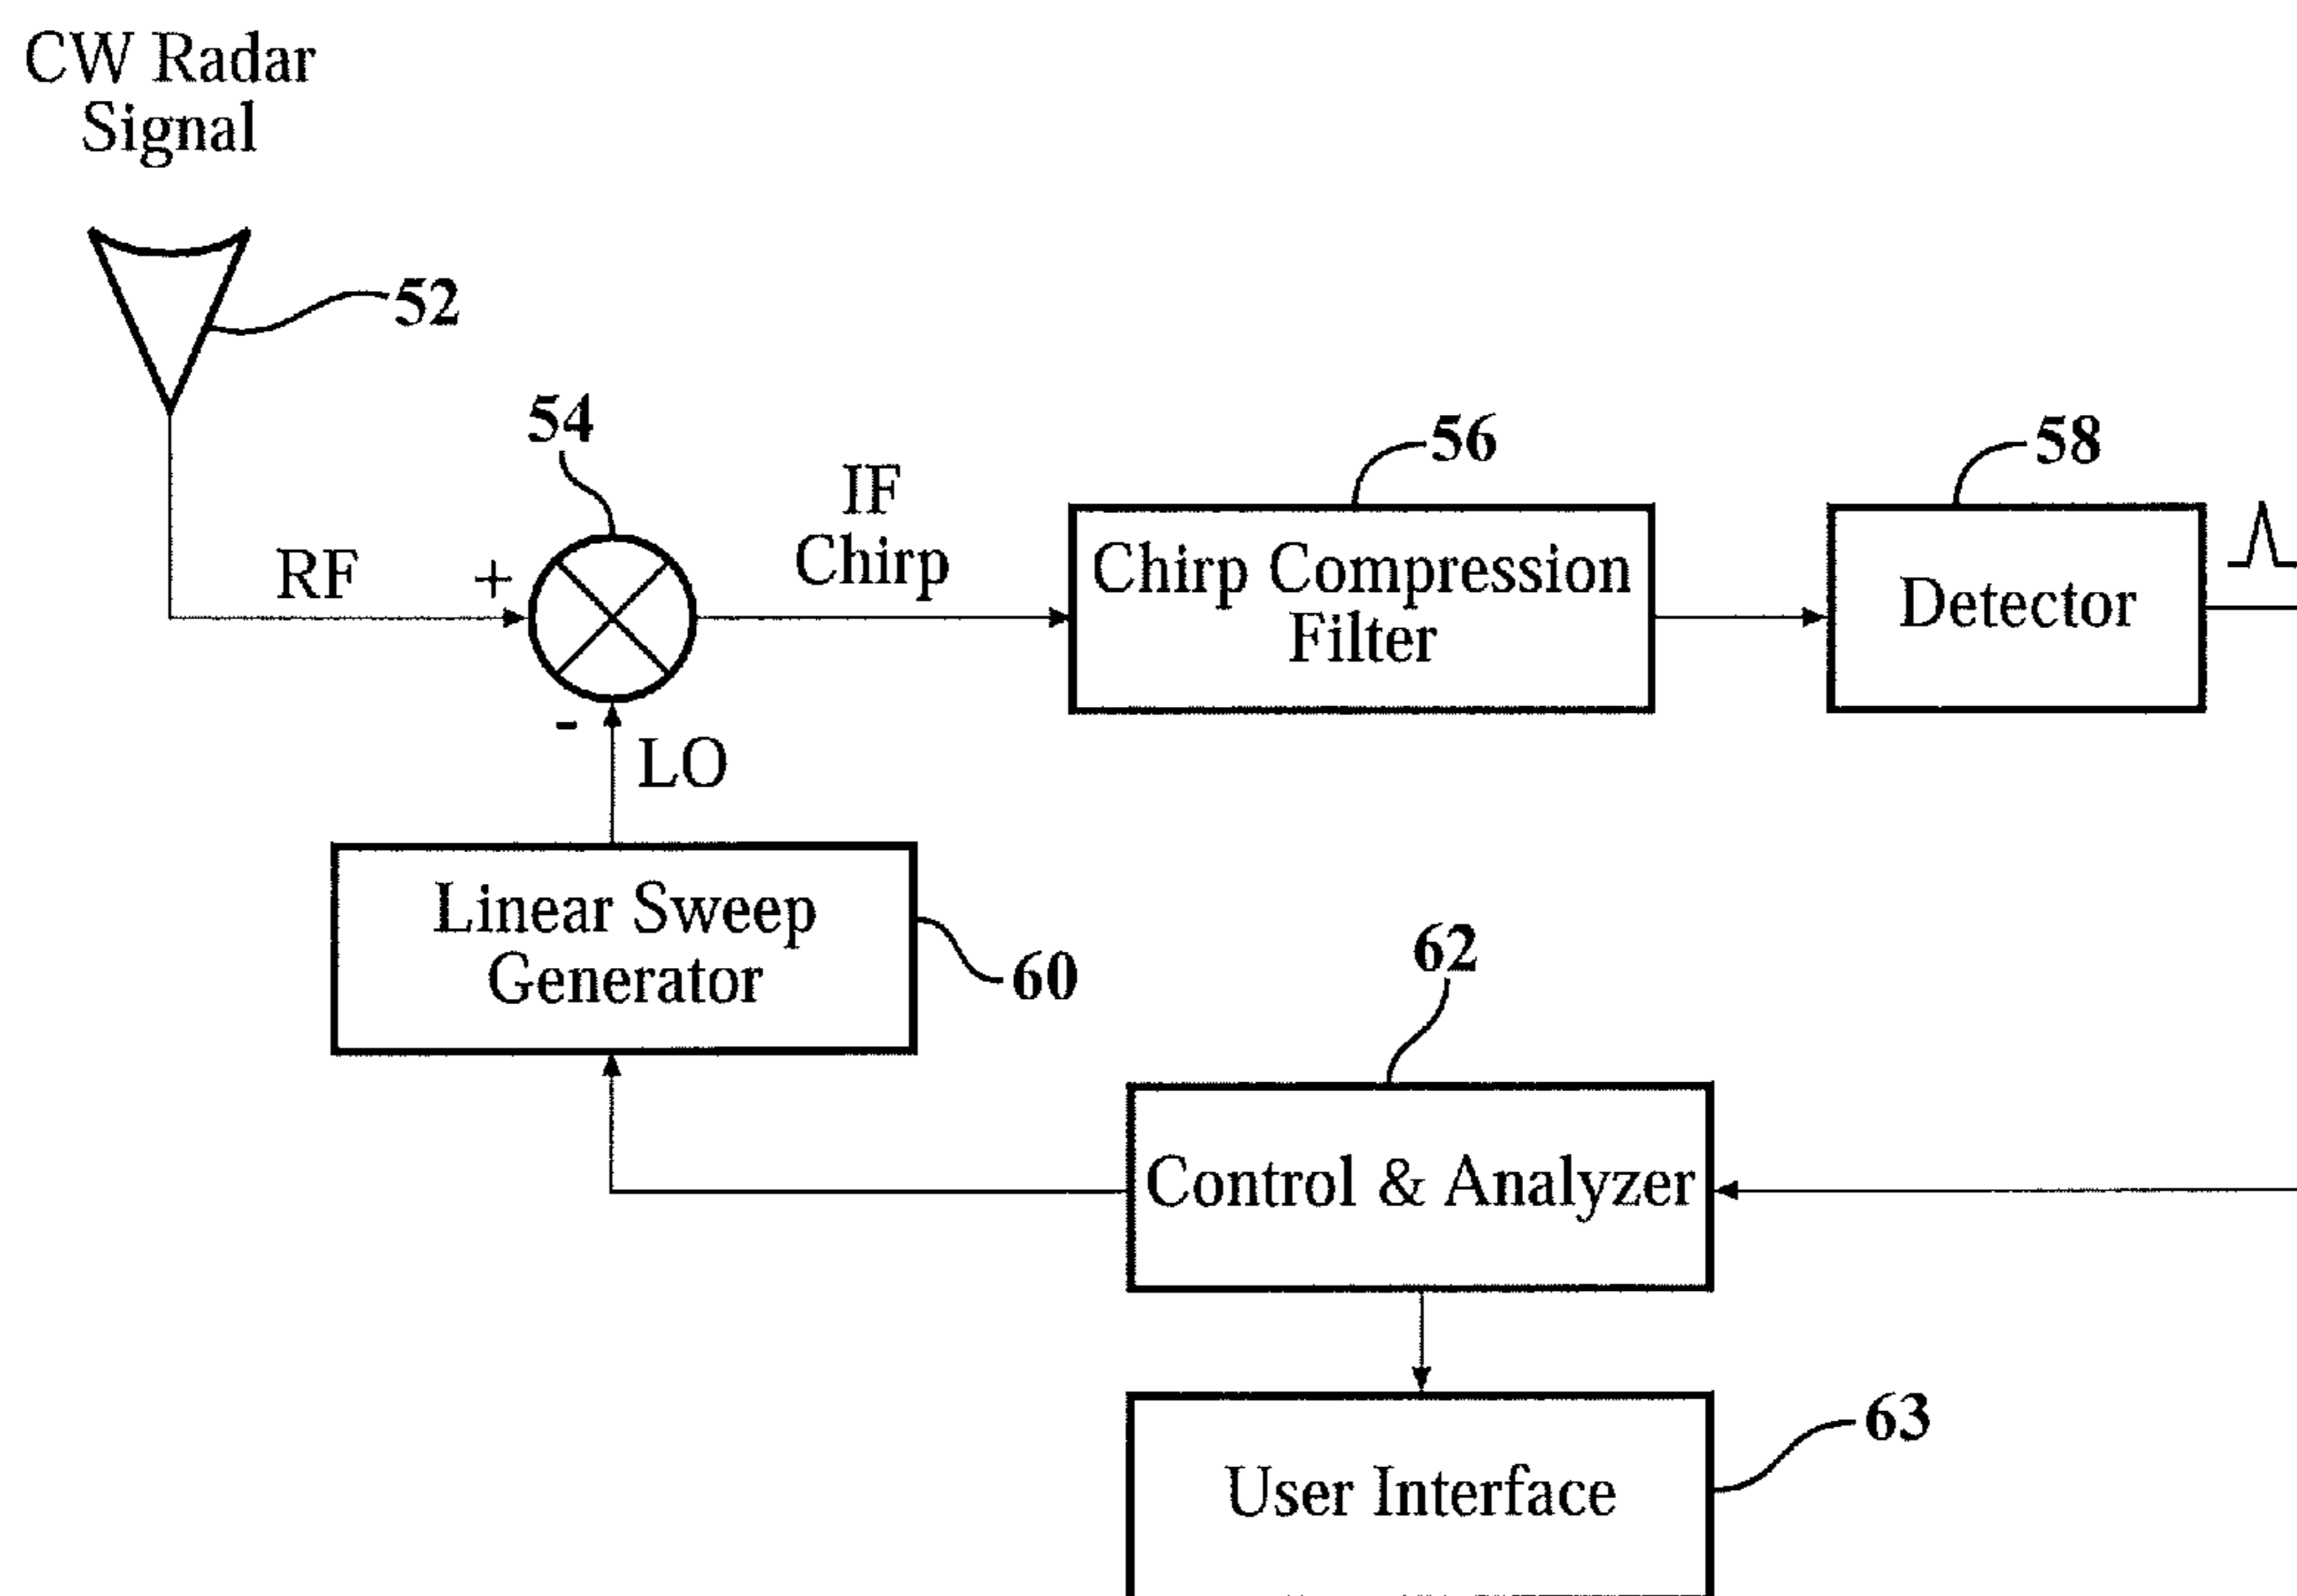 CW Radar
Signal
52
54
56
58
RF
+
IF
Chirp
Chirp Compression
Filter
Detector
-
LO
Linear Sweep
Generator
60
62
Control & Analyzer
User Interface
63